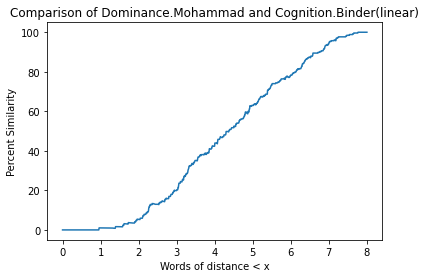 Comparison of Dominance.Mohammad and Cognition.Binder(linear)
100
80
60
40
20
0
Percent Similarity
0 1 2 3 4 5 6 7 8
Words of distance < x